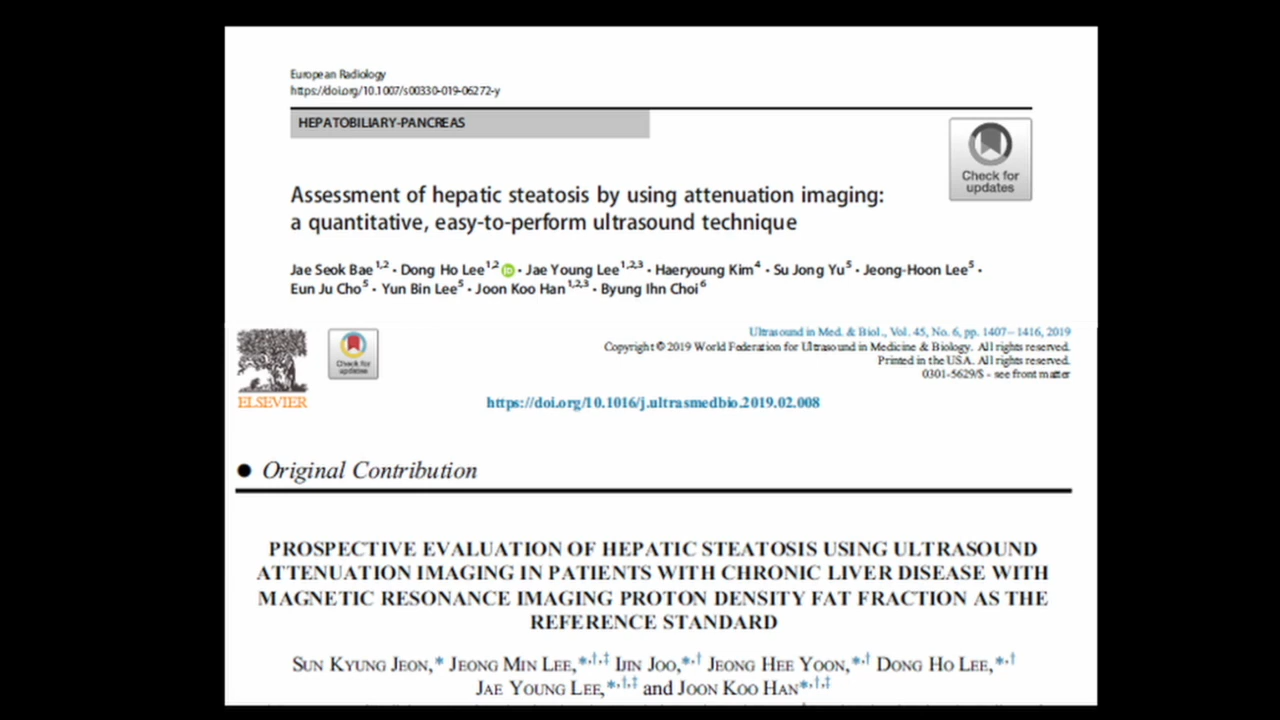 European Radiology
https://doi.org/10.1007/s00330-019-06272-y
HEPATOBILIARY-PANCREAS
Check for
updates
Assessment of hepatic steatosis by using attenuation imaging:
a quantitative, easy-to-perform ultrasound technique
Jae Seok Bae 1,2 · Dong Ho Lee 1,2 · Jae Young Lee 1,2,3 · Haeryoung Kim 4 · Su Jong Yu 5 · Jeong-Hoon Lee 5 ·
Eun Ju Cho 5 · Yun Bin Lee 5 · Joon Koo Han 1,2,3 · Byung Ihn Choi 6
ELSEVIER
Check for
updates
Ultrasound in Med. & Biol., Vol. 45, No. 6, pp. 1407–1416, 2019
Copyright © 2019 World Federation for Ultrasound in Medicine & Biology. All rights reserved.
Printed in the USA. All rights reserved.
0301-5629/$ - see front matter
https://doi.org/10.1016/j.ultrasmedbio.2019.02.008
● Original Contribution
PROSPECTIVE EVALUATION OF HEPATIC STEATOSIS USING ULTRASOUND
ATTENUATION IMAGING IN PATIENTS WITH CHRONIC LIVER DISEASE WITH
MAGNETIC RESONANCE IMAGING PROTON DENSITY FAT FRACTION AS THE
REFERENCE STANDARD
SUN KYUNG JEON,* JEONG MIN LEE,*,†,‡ IJIN JOO,*,† JEONG HEE YOON,*,† DONG HO LEE,*,†
JAE YOUNG LEE,*,†,‡ and JOON KOO HAN*,†,‡